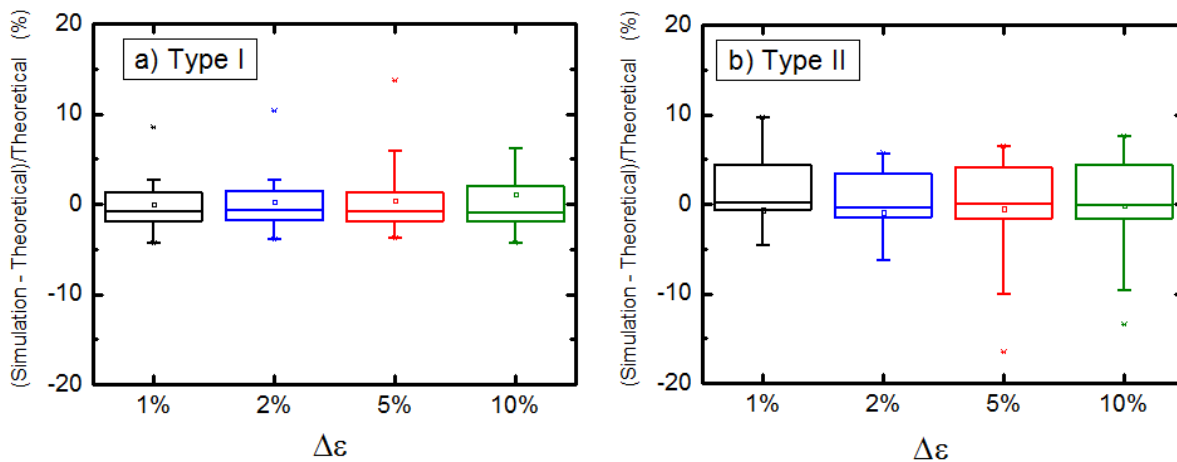 (Simulation - Theoretical)/Theoretical (%)
20
10
0
-10
-20
a) Type I
1% 2% 5% 10%
Δε
(Simulation - Theoretical)/Theoretical (%)
20
10
0
-10
-20
b) Type II
1% 2% 5% 10%
Δε